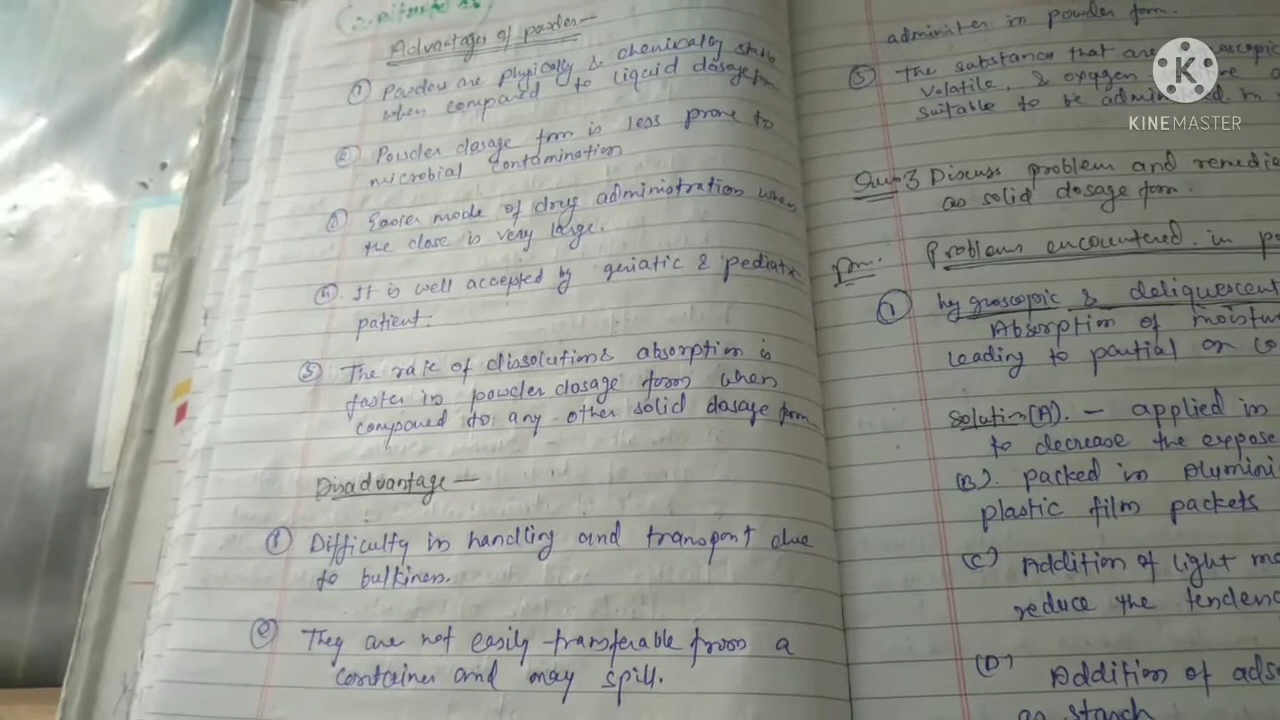 Advantages of powder-
① Powders are physically & chemically stable
when compared to liquid dosage form
② Powder dosage form is less prone to
microbial contamination
③ Easier mode of drug administration when
the dose is very large.
④. It is well accepted by geriatic & pediatic
patient.
⑤ The rate of dissolution & absorption is
faster in powder dosage form when
compared to any other solid dosage form
Disadvantage -
① Difficulty in handling and transport due
to bulkiness.
② They are not easily transferable from a
container and may spill.
administer in powder form.
⑤ The substance that are
volatile, & oxygen
suitable to be
Ques 3 Discuss problem and remedie
as solid dosage form.
Problems encountered in
① hygroscopic & deliquescent
Absorption of moistur
leading to partial or co
Solution (A). - applied in
to decrease the expose
(B). packed in Alumini
plastic film packets
(C) Addition of light ma
reduce the tendenc
(D) Addition of ads
as starch
KINEMASTER